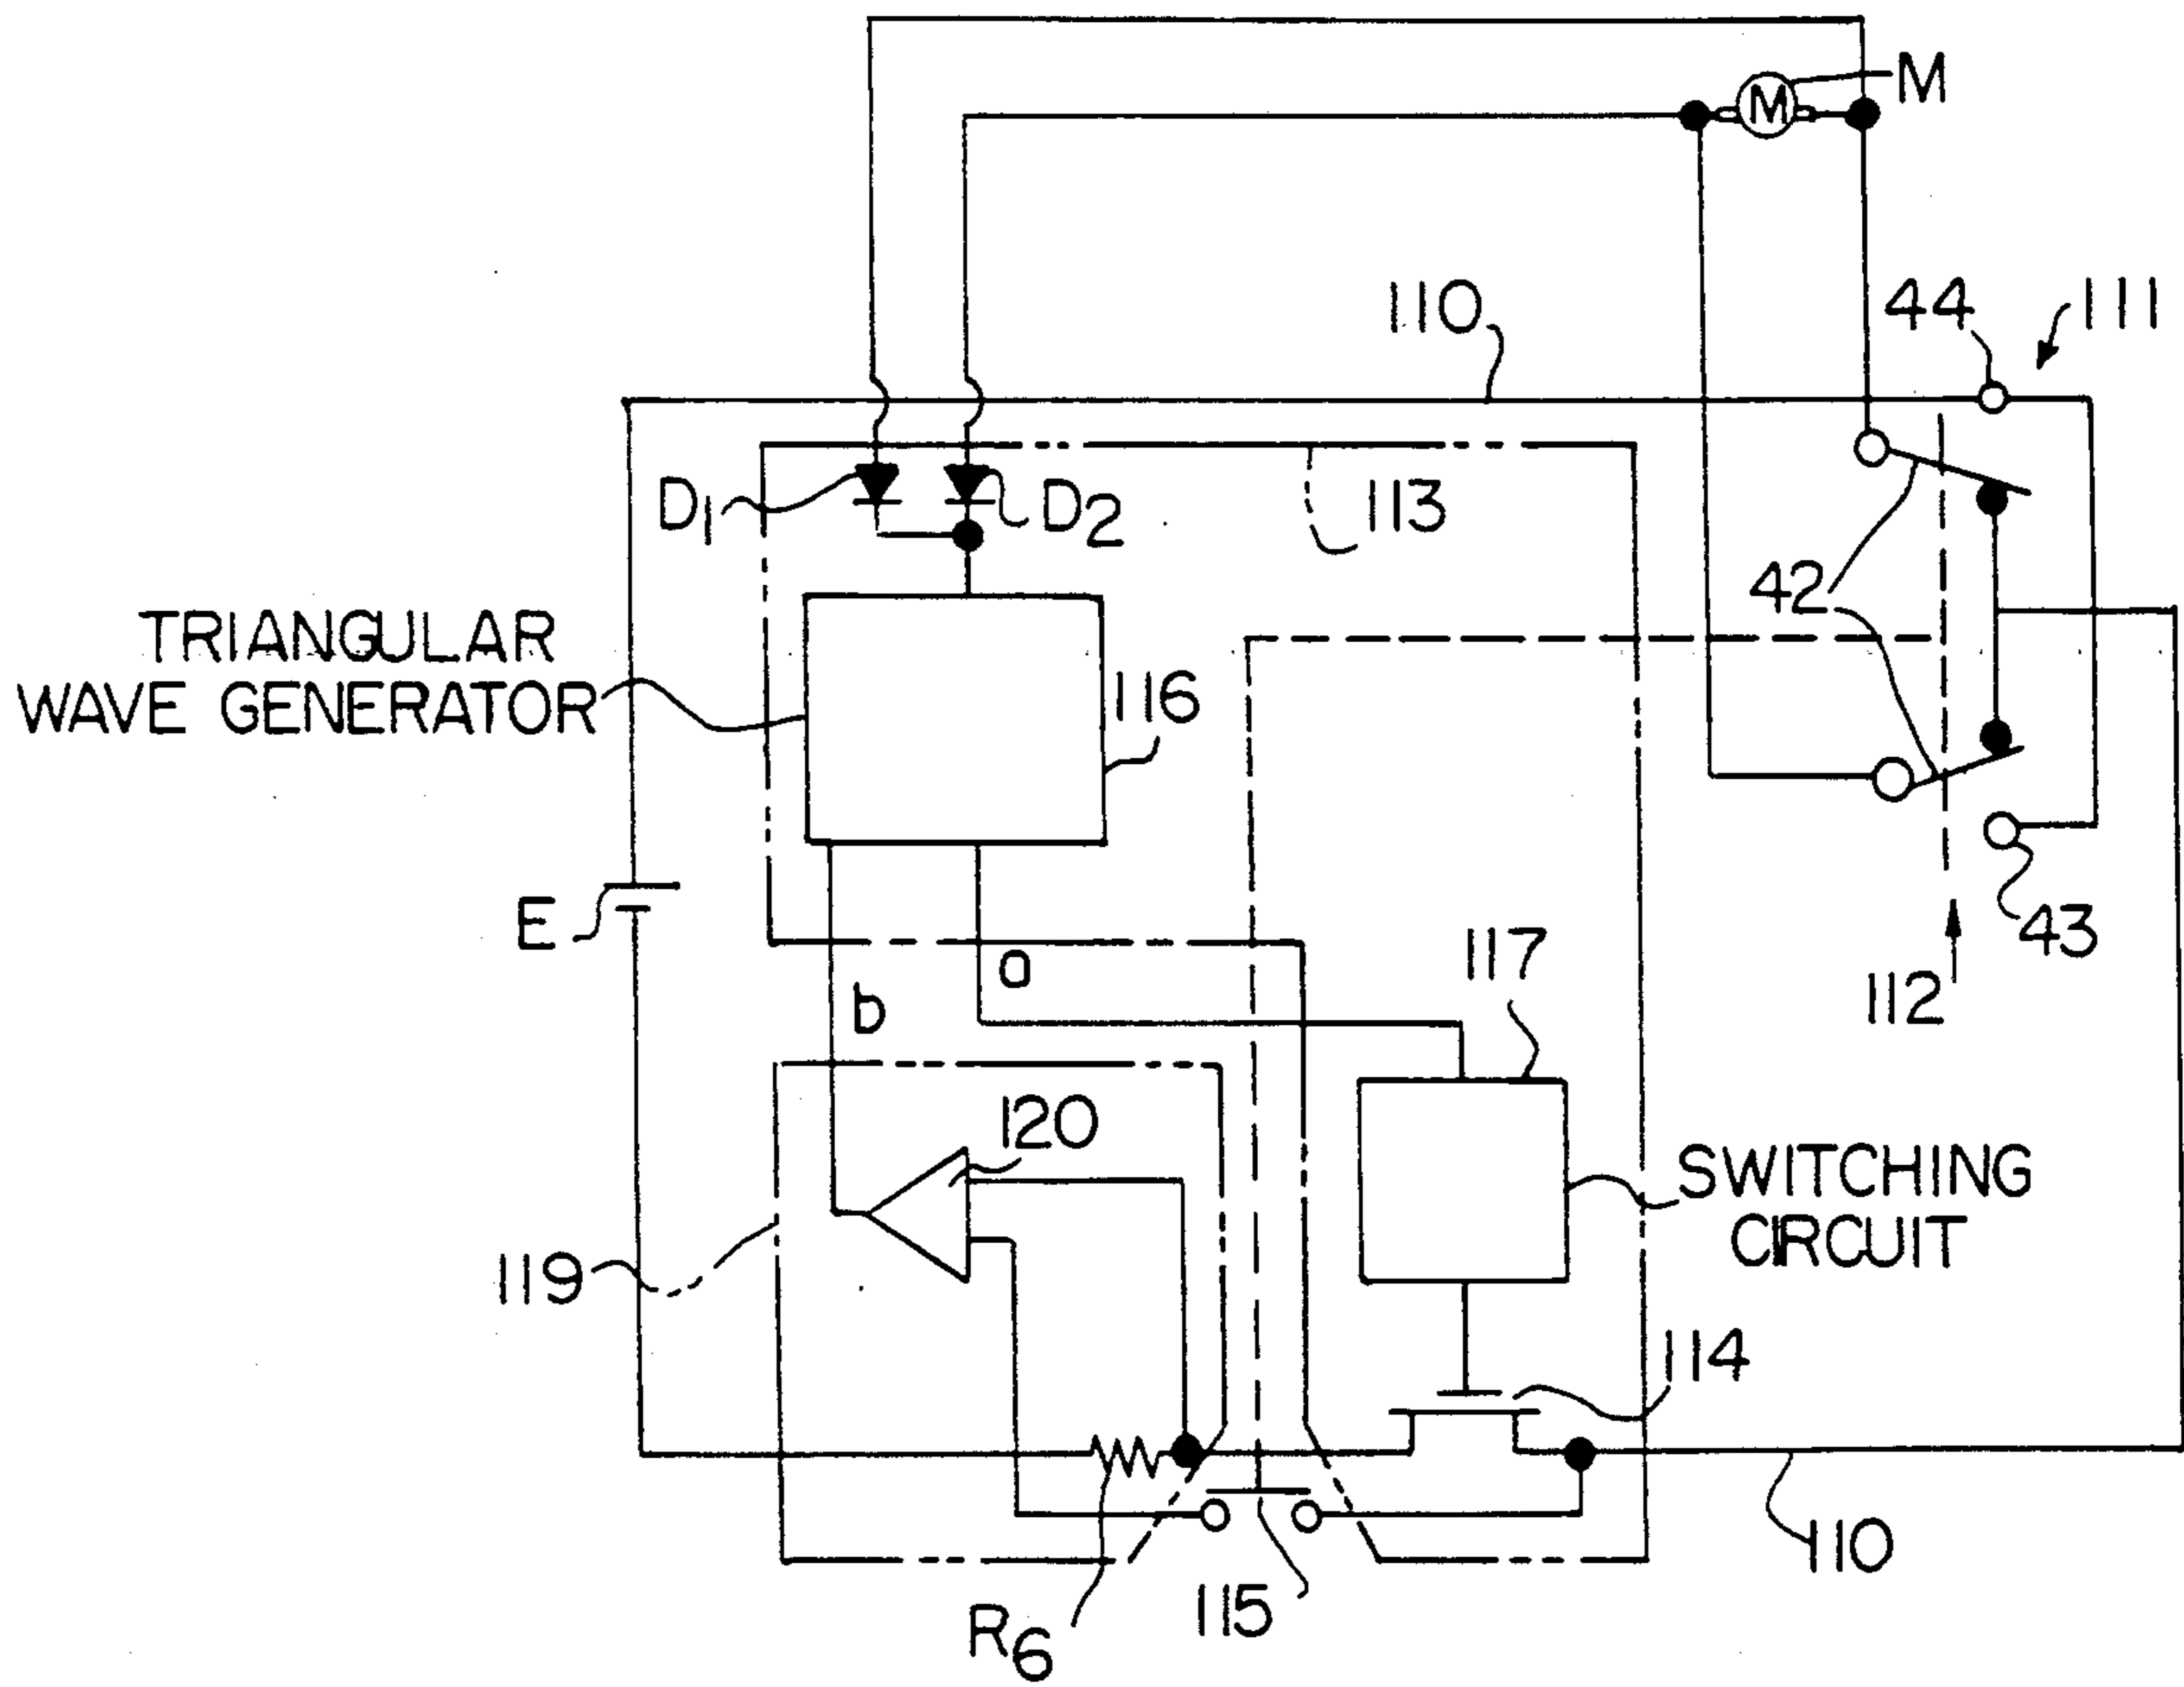 M
M
110
44
111
D1
D2
113
42
TRIANGULAR
WAVE GENERATOR
116
E
a
b
117
43
112
120
SWITCHING
CIRCUIT
119
114
110
115
R6